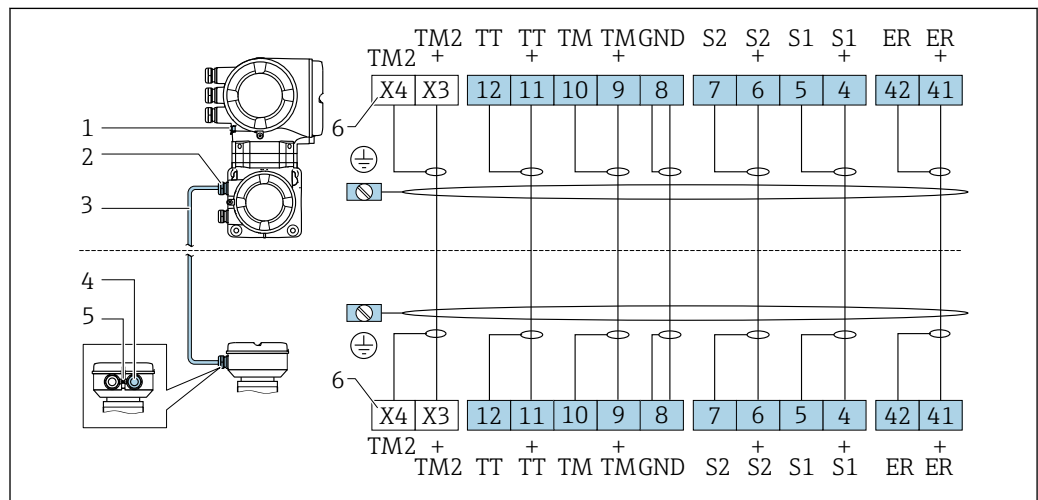 TM2 TT TT TM TM GND S2 S2 S1 S1 ER ER
TM2 + + + + + +
X4 X3 12 11 10 9 8 7 6 5 4 42 41
6
1
2
3
4
5
6
X4 X3 12 11 10 9 8 7 6 5 4 42 41
TM2 + + + + + +
TM2 TT TT TM TM GND S2 S2 S1 S1 ER ER